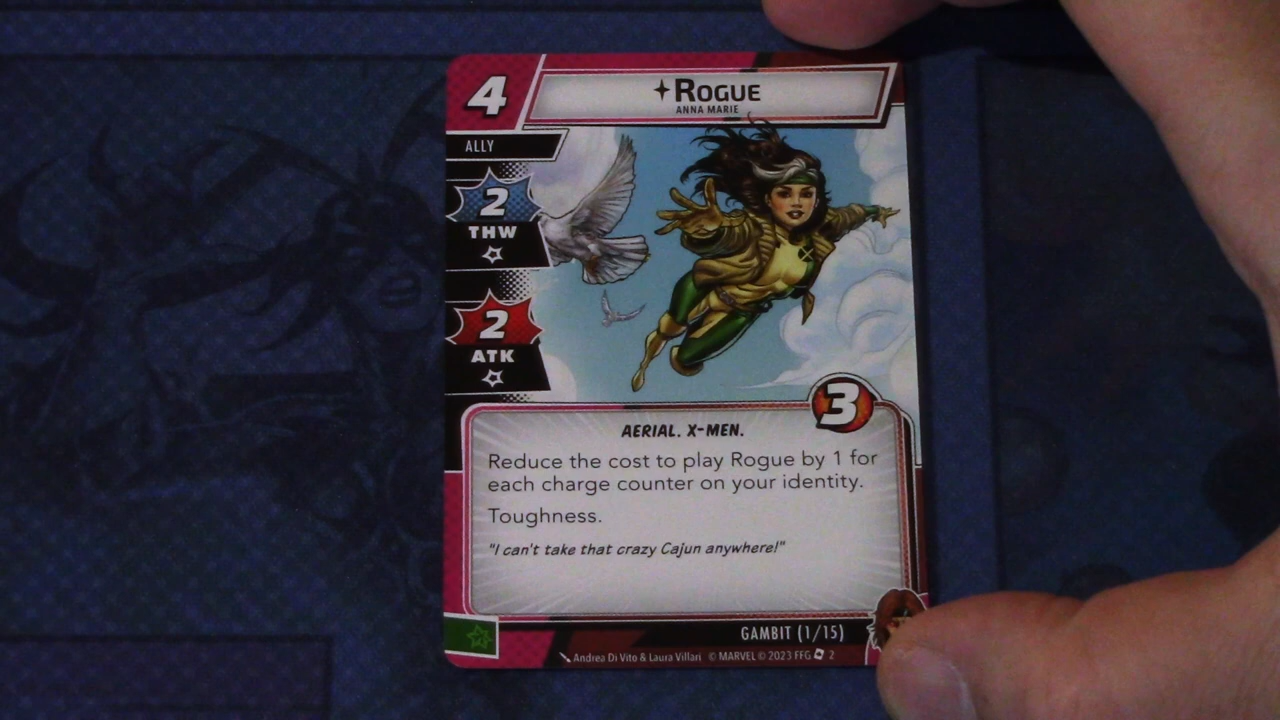 4
ROGUE
ANNA MARIE
ALLY
2
THW
2
ATK
3
AERIAL. X-MEN.
Reduce the cost to play Rogue by 1 for
each charge counter on your identity.
Toughness.
"I can't take that crazy Cajun anywhere!"
GAMBIT (1/15)
Andrea Di Vito & Laura Villari © MARVEL © 2023 FFG 2